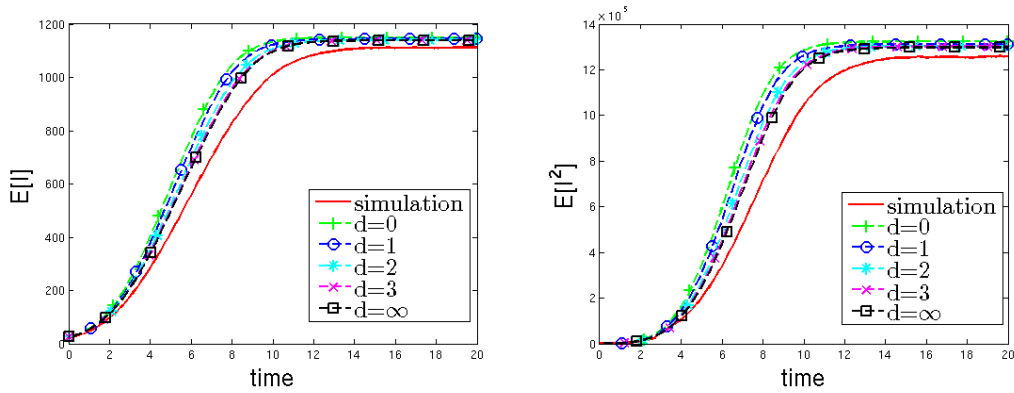 1200
1000
800
600
400
200
0
E[I]
0 2 4 6 8 10 12 14 16 18 20
time
simulation
d=0
d=1
d=2
d=3
d=∞
×10⁵
14
12
10
8
6
4
2
0
E[I²]
0 2 4 6 8 10 12 14 16 18 20
time
simulation
d=0
d=1
d=2
d=3
d=∞